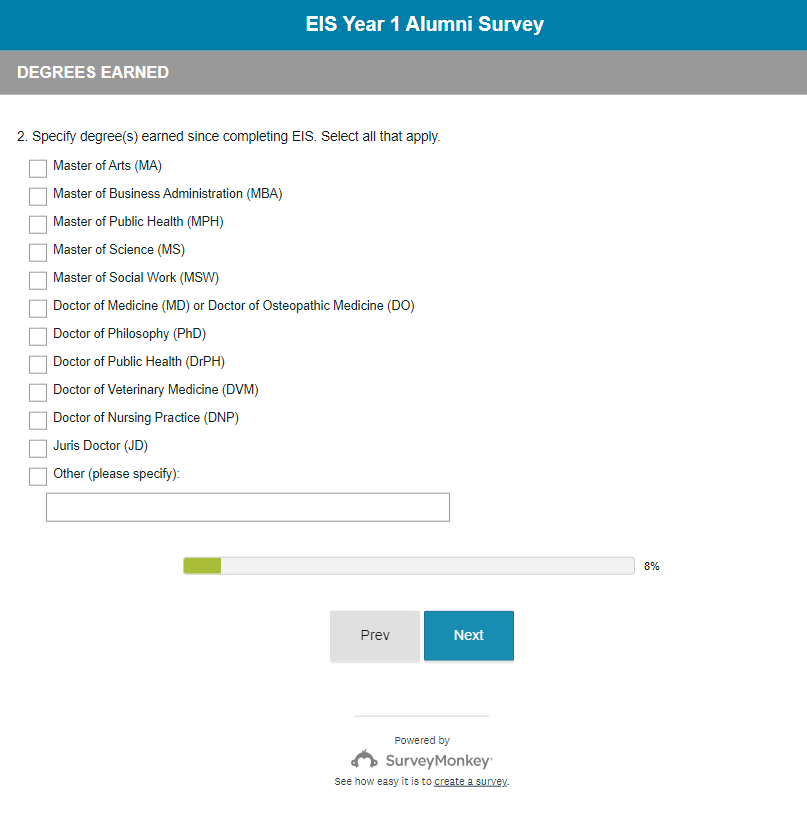 EIS Year 1 Alumni Survey
DEGREES EARNED
2. Specify degree(s) earned since completing EIS. Select all that apply.
Master of Arts (MA)
Master of Business Administration (MBA)
Master of Public Health (MPH)
Master of Science (MS)
Master of Social Work (MSW)
Doctor of Medicine (MD) or Doctor of Osteopathic Medicine (DO)
Doctor of Philosophy (PhD)
Doctor of Public Health (DrPH)
Doctor of Veterinary Medicine (DVM)
Doctor of Nursing Practice (DNP)
Juris Doctor (JD)
Other (please specify):
8%
Prev Next
Powered by
SurveyMonkey
See how easy it is to create a survey.